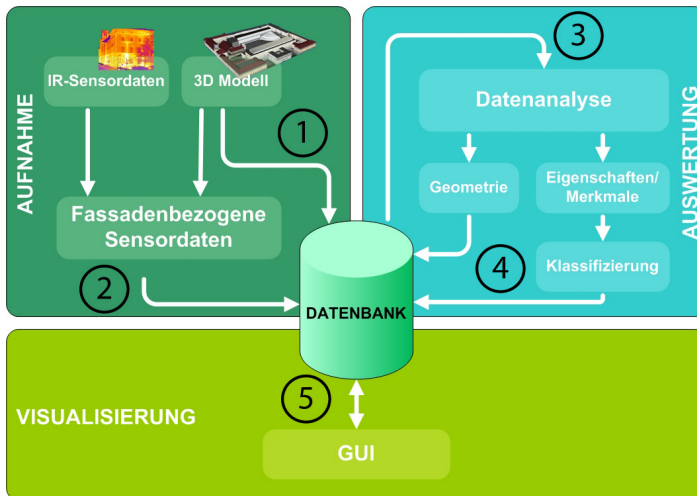 AUFNAHME
IR-Sensordaten
3D Modell
1
Fassadenbezogene
Sensordaten
2
3
AUSWERTUNG
Datenanalyse
Geometrie
Eigenschaften/
Merkmale
4
Klassifizierung
DATENBANK
5
VISUALISIERUNG
GUI